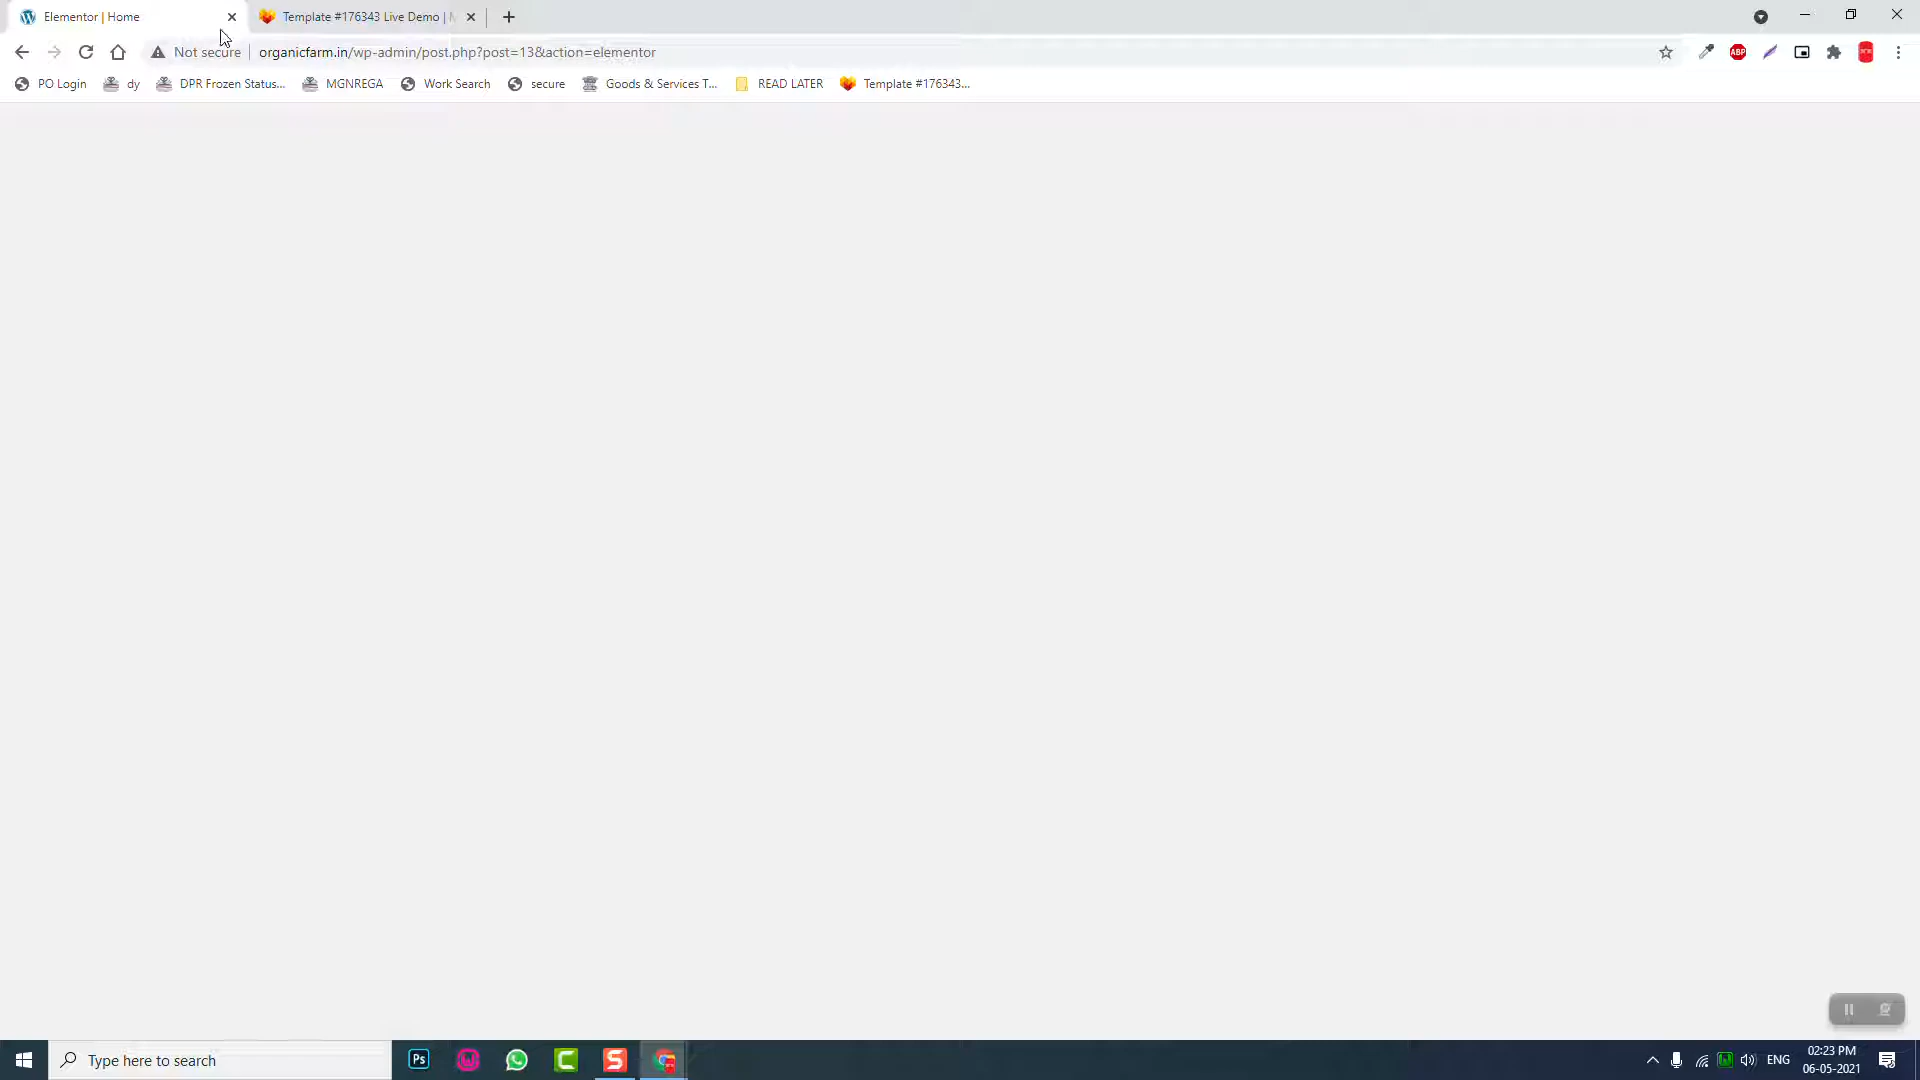 Elementor | Home
Template #176343 Live Demo |
Not secure
organicfarm.in/wp-admin/post.php?post=13&action=elementor
ABP
PO Login
dy
DPR Frozen Status...
MGNREGA
Work Search
secure
Goods & Services T...
READ LATER
Template #176343...
Type here to search
Ps
ENG
02:23 PM
06-05-2021